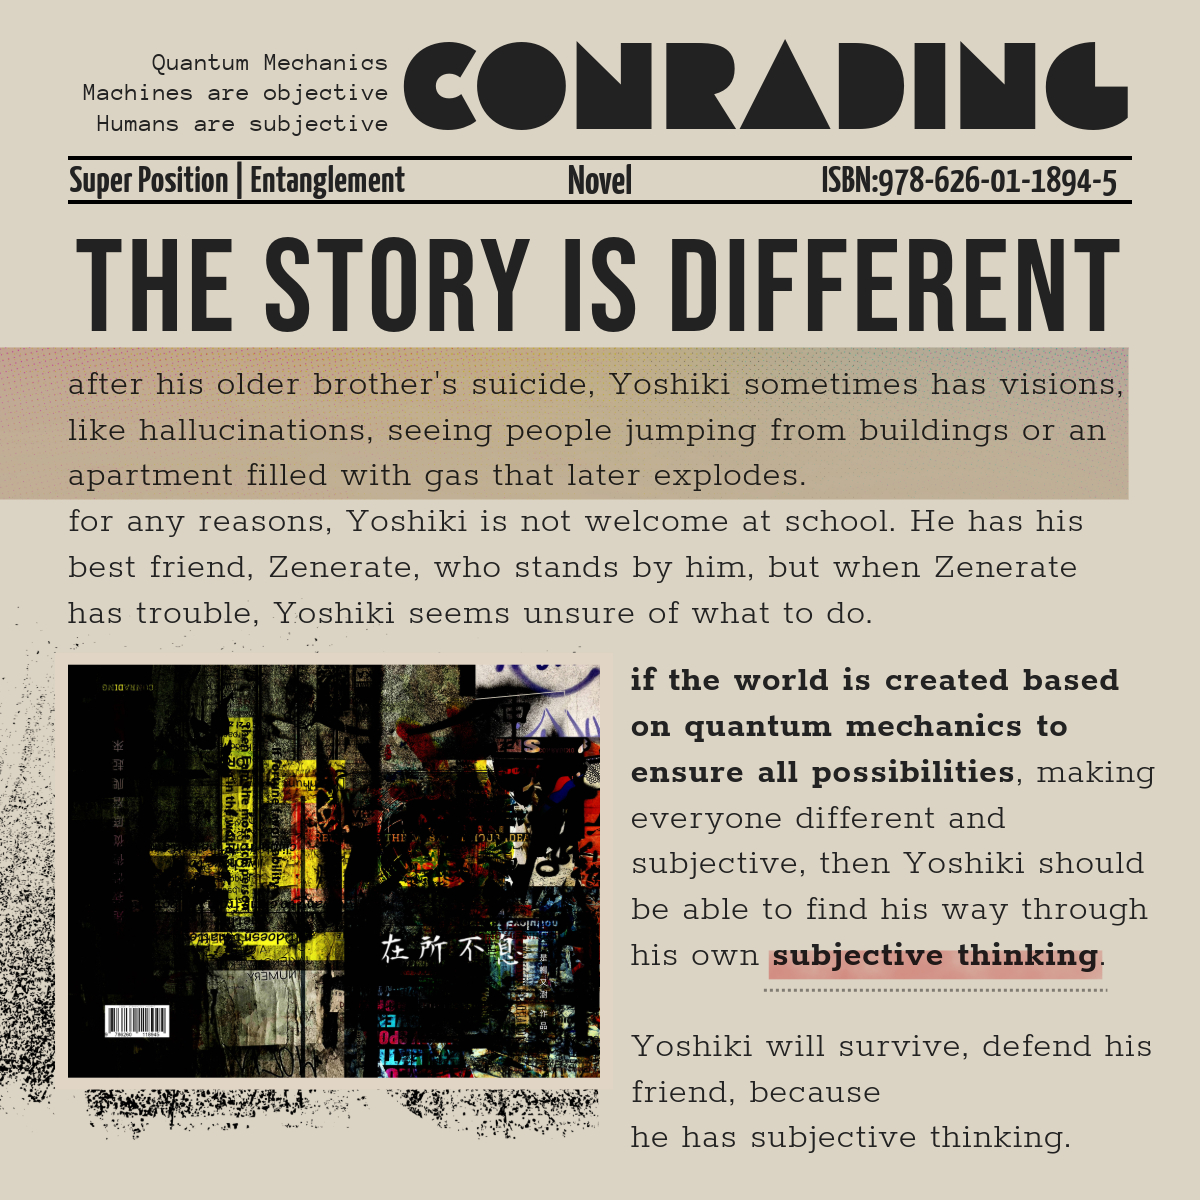 Quantum Mechanics
Machines are objective
Humans are subjective
CONRADING
Super Position | Entanglement
Novel
ISBN:978-626-01-1894-5
THE STORY IS DIFFERENT
after his older brother's suicide, Yoshiki sometimes has visions,
like hallucinations, seeing people jumping from buildings or an
apartment filled with gas that later explodes.
for any reasons, Yoshiki is not welcome at school. He has his
best friend, Zenerate, who stands by him, but when Zenerate
has trouble, Yoshiki seems unsure of what to do.
CONRADING
在所不息
if the world is created based
on quantum mechanics to
ensure all possibilities, making
everyone different and
subjective, then Yoshiki should
be able to find his way through
his own subjective thinking.
Yoshiki will survive, defend his
friend, because
he has subjective thinking.